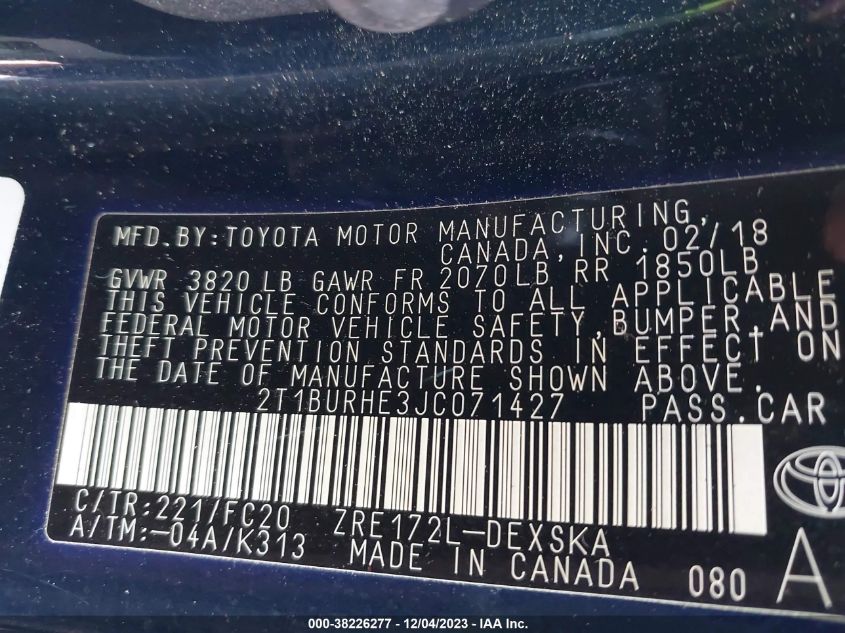 MFD.BY:TOYOTA MOTOR MANUFACTURING,
CANADA,INC. 02/18
GVWR 3820 LB GAWR FR 2070LB RR 1850LB
THIS VEHICLE CONFORMS TO ALL APPLICABLE
FEDERAL MOTOR VEHICLE SAFETY,BUMPER,AND
THEFT PREVENTION STANDARDS IN EFFECT ON
THE DATE OF MANUFACTURE SHOWN ABOVE.
2T1BURHE3JC071427 PASS.CAR
C/TR:221/FC20 ZRE172L-DEXSKA
A/TM:-04A/K313 MADE IN CANADA 080 A
000-38226277 - 12/04/2023 - © IAA Inc.